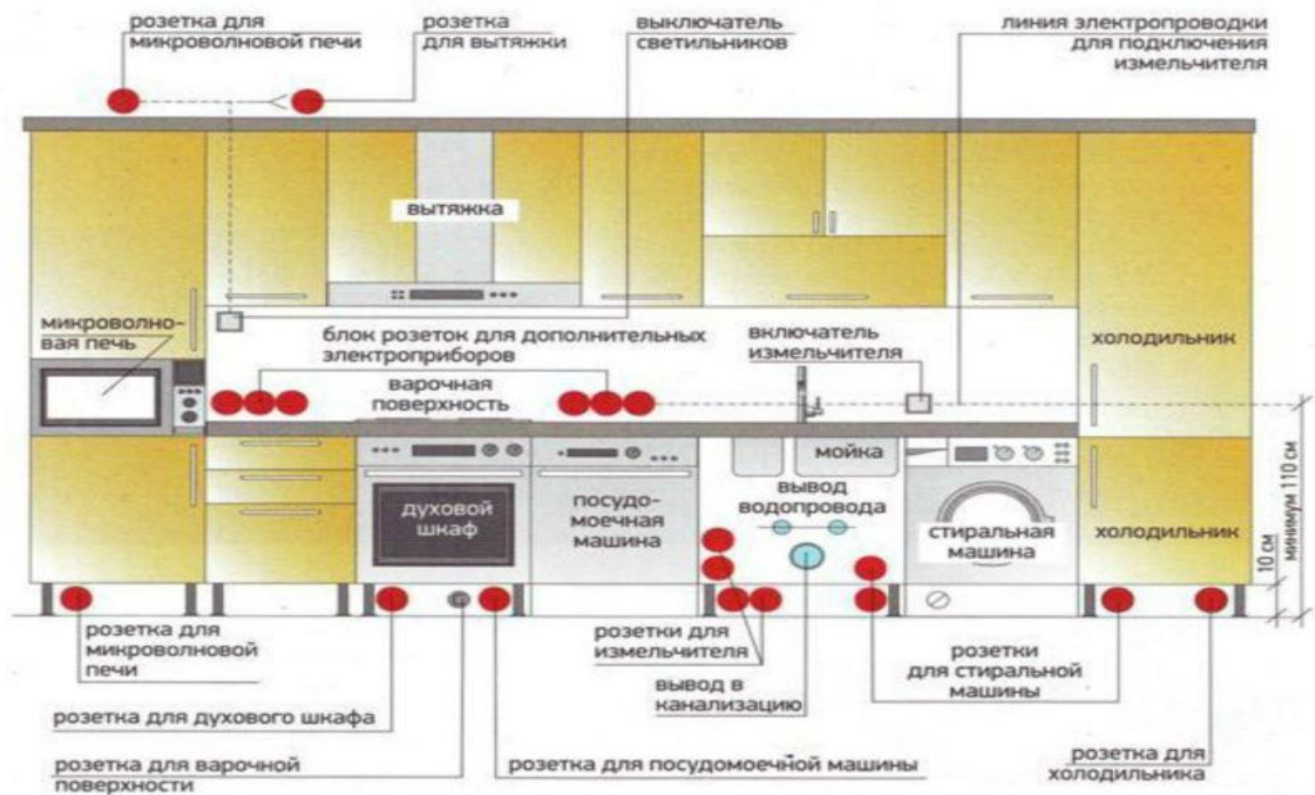 розетка для
микроволновой печи
розетка
для вытяжки
выключатель
светильников
линия электропроводки
для подключения
измельчителя
вытяжка
микроволно-
вая печь
блок розеток для дополнительных
электроприборов
варочная
поверхность
включатель
измельчителя
холодильник
мойка
духовой
шкаф
посудо-
моечная
машина
вывод
водопровода
стиральная
машина
холодильник
10 см
минимум 110 см
розетка для
микроволновой
печи
розетки для
измельчителя
вывод в
канализацию
розетки
для стиральной
машины
розетка для духового шкафа
розетка для варочной
поверхности
розетка для посудомоечной машины
розетка для
холодильника